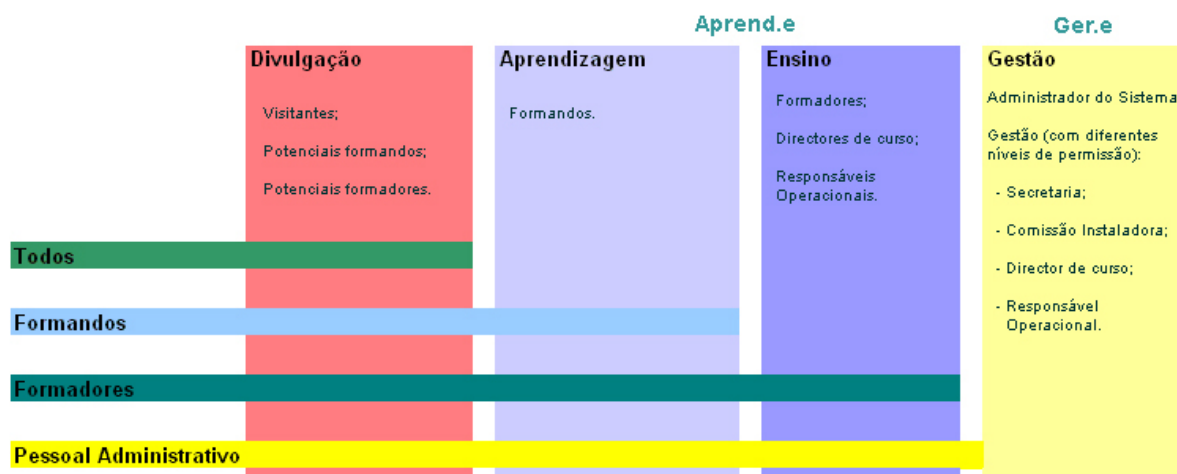 Aprend.e
Ger.e
Divulgação
Visitantes;
Potenciais formandos;
Potenciais formadores.
Aprendizagem
Formandos.
Ensino
Formadores;
Directores de curso;
Responsáveis
Operacionais.
Gestão
Administrador do Sistema
Gestão (com diferentes
níveis de permissão):
- Secretaria;
- Comissão Instaladora;
- Director de curso;
- Responsável
Operacional.
Todos
Formandos
Formadores
Pessoal Administrativo